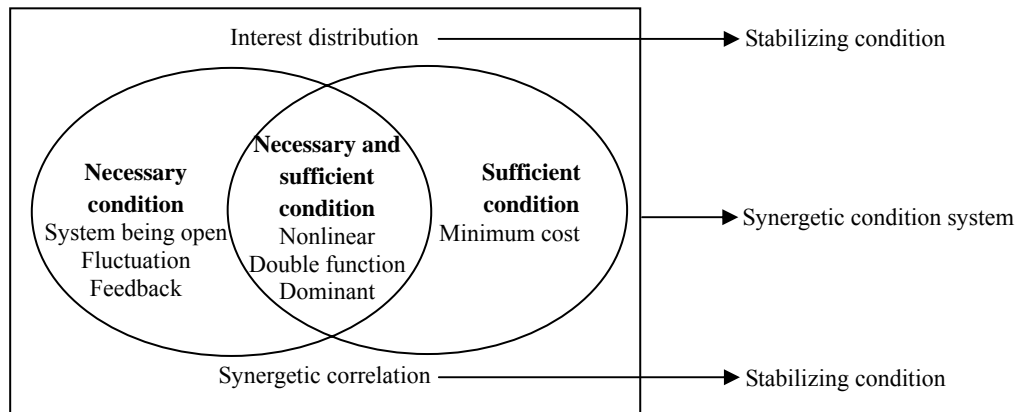 Interest distribution
Stabilizing condition
Necessary
condition
System being open
Fluctuation
Feedback
Necessary and
sufficient
condition
Nonlinear
Double function
Dominant
Sufficient
condition
Minimum cost
Synergetic condition system
Synergetic correlation
Stabilizing condition